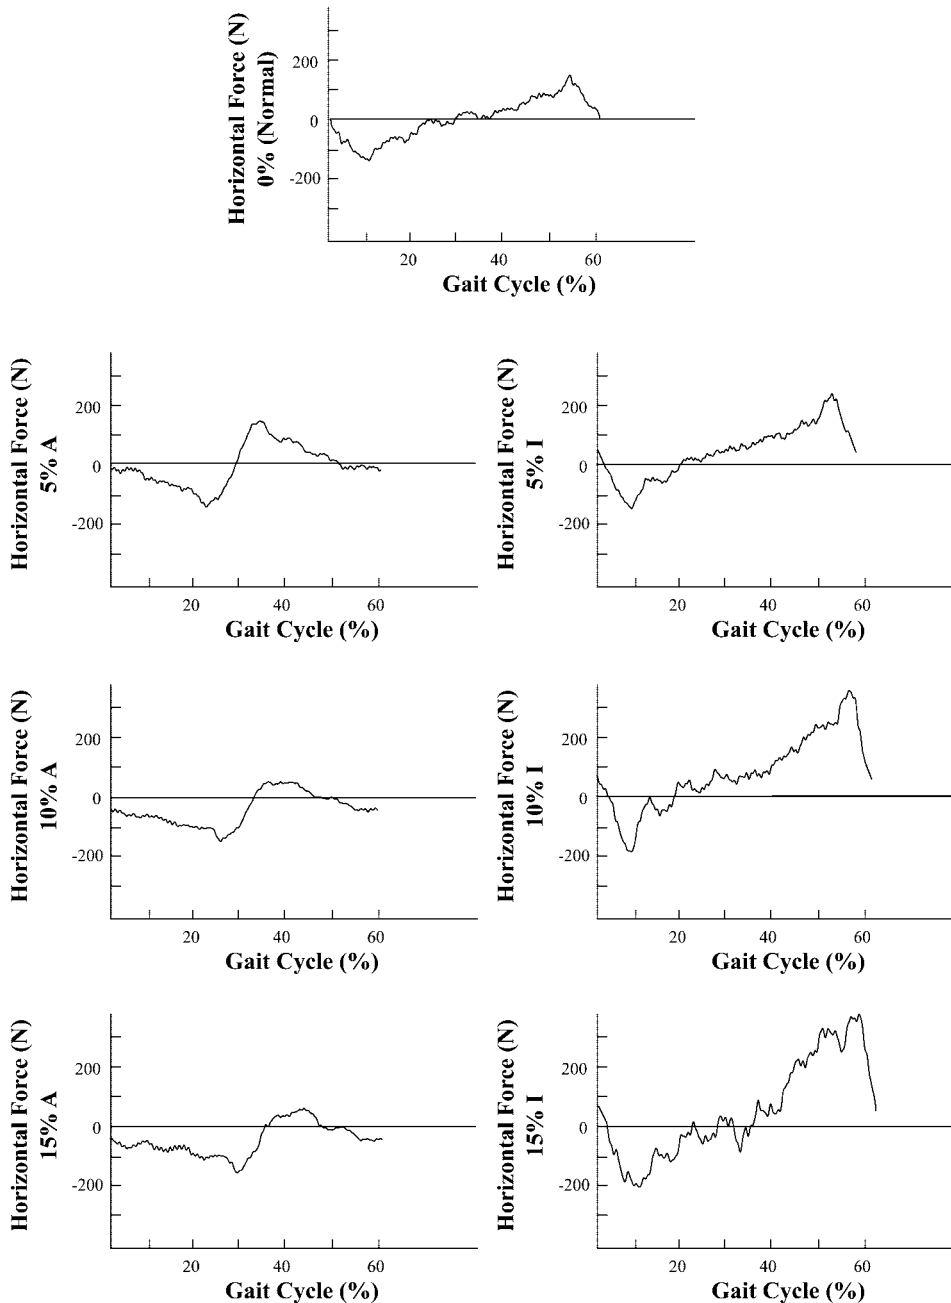 Horizontal Force (N)
0% (Normal)
200
0
-200
20 40 60
Gait Cycle (%)
Horizontal Force (N)
5% A
200
0
-200
20 40 60
Gait Cycle (%)
Horizontal Force (N)
5% I
200
0
-200
20 40 60
Gait Cycle (%)
Horizontal Force (N)
10% A
200
0
-200
20 40 60
Gait Cycle (%)
Horizontal Force (N)
10% I
200
0
-200
20 40 60
Gait Cycle (%)
Horizontal Force (N)
15% A
200
0
-200
20 40 60
Gait Cycle (%)
Horizontal Force (N)
15% I
200
0
-200
20 40 60
Gait Cycle (%)